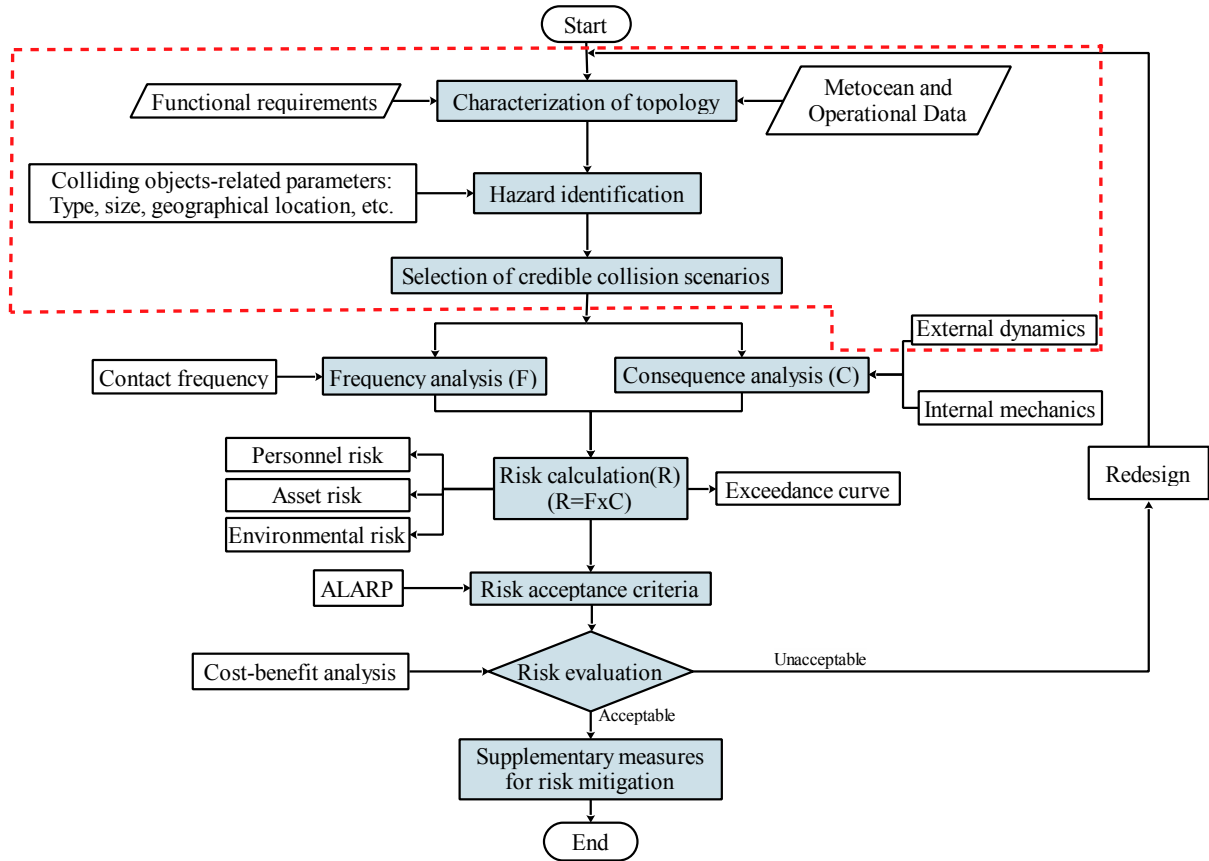 Start
Functional requirements
Characterization of topology
Metocean and
Operational Data
Colliding objects-related parameters:
Type, size, geographical location, etc.
Hazard identification
Selection of credible collision scenarios
External dynamics
Contact frequency
Frequency analysis (F)
Consequence analysis (C)
Internal mechanics
Personnel risk
Asset risk
Environmental risk
Risk calculation(R)
(R=FxC)
Exceedance curve
Redesign
ALARP
Risk acceptance criteria
Cost-benefit analysis
Risk evaluation
Unacceptable
Acceptable
Supplementary measures
for risk mitigation
End